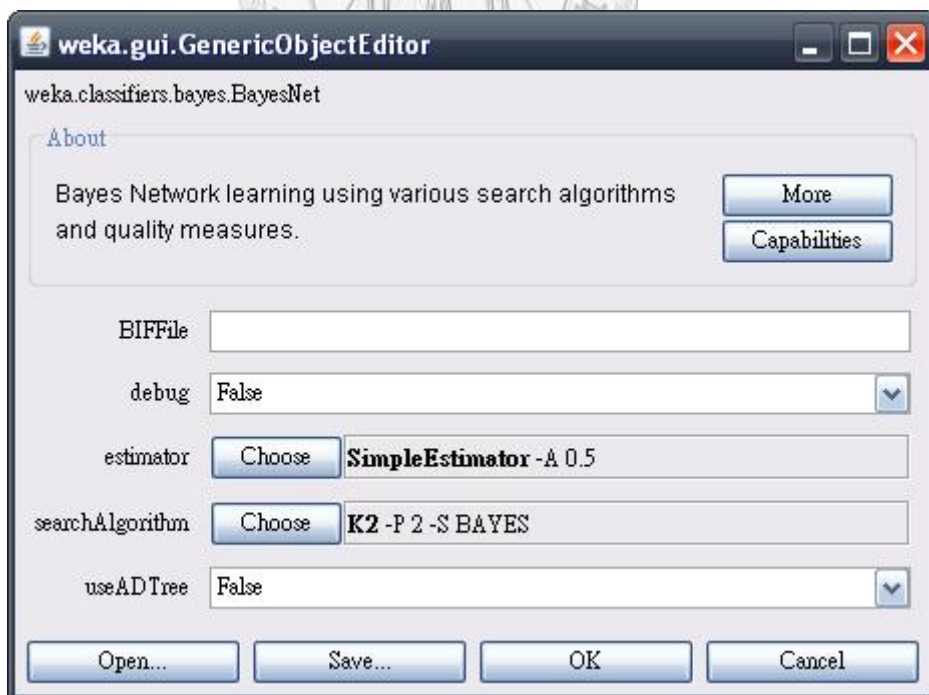 weka.gui.GenericObjectEditor
weka.classifiers.bayes.BayesNet
About
Bayes Network learning using various search algorithms
and quality measures.
More
Capabilities
BIFFile
debug False
estimator Choose SimpleEstimator -A 0.5
searchAlgorithm Choose K2 -P 2 -S BAYES
useADTree False
Open... Save... OK Cancel